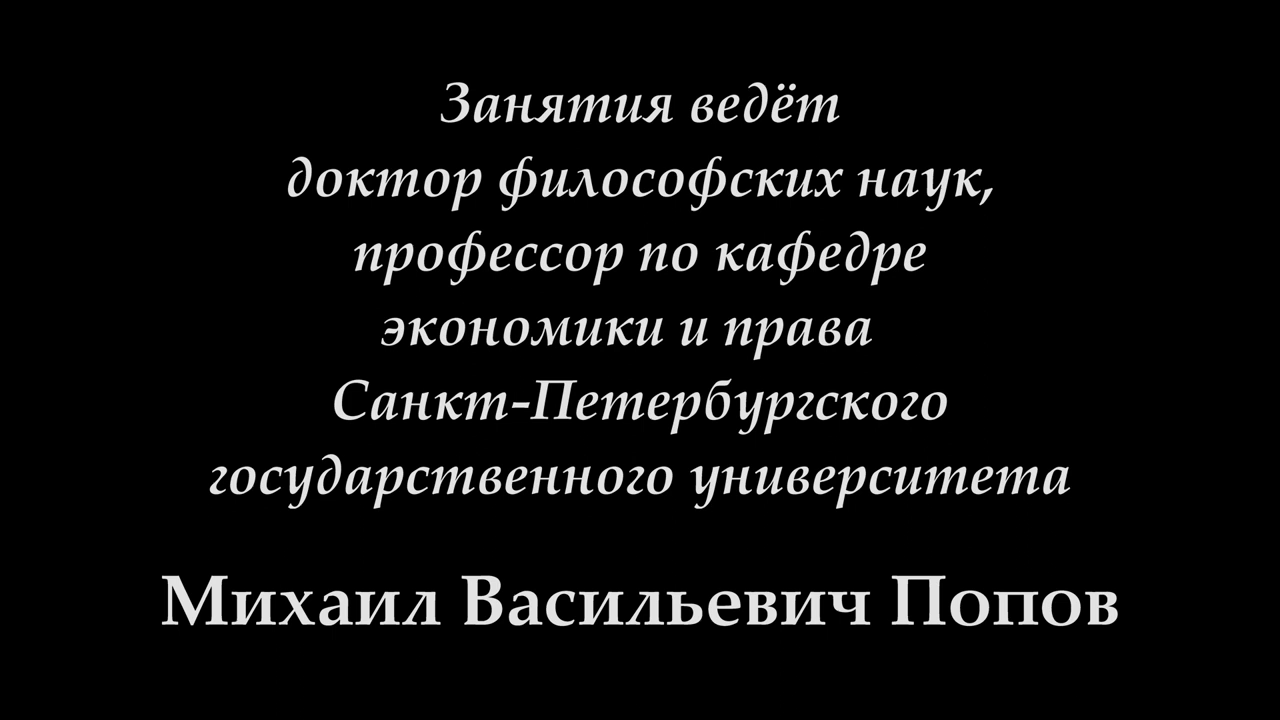 Занятия ведёт
доктор философских наук,
профессор по кафедре
экономики и права
Санкт-Петербургского
государственного университета
Михаил Васильевич Попов